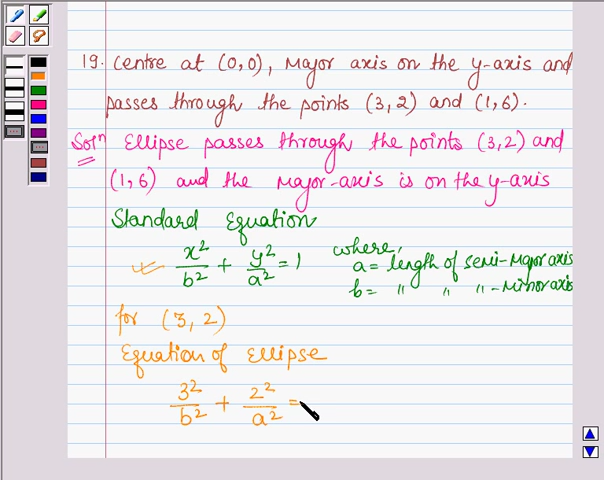 19. Centre at (0,0), Major axis on the y-axis and
passes through the points (3,2) and (1,6).
Solⁿ Ellipse passes through the points (3,2) and
(1,6) and the Major-axis is on the y-axis
Standard Equation
x²/b² + y²/a² = 1 where, a = length of semi-Major axis
b = " " " -Minor axis
for (3,2)
Equation of Ellipse
3²/b² + 2²/a² =